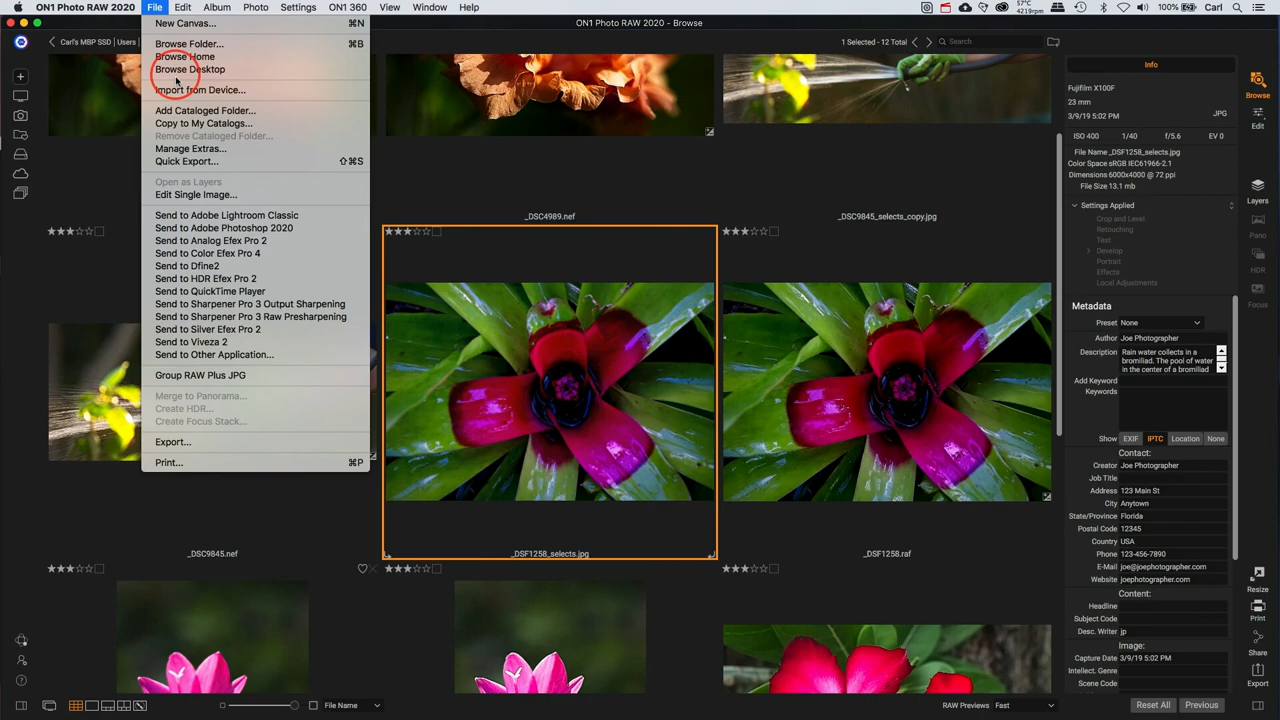 ON1 Photo RAW 2020 File Edit Album Photo Settings ON1 360 View Window Help
57°C
4219rpm
100% Carl
ON1 Photo RAW 2020 - Browse
Carl's MBP SSD Users
1 Selected - 12 Total
Search
New Canvas... ⌘N
Browse Folder... ⌘B
Browse Home
Browse Desktop
Import from Device...
Add Cataloged Folder...
Copy to My Catalogs...
Remove Cataloged Folder...
Manage Extras...
Quick Export... ⇧⌘S
Open as Layers
Edit Single Image...
Send to Adobe Lightroom Classic
Send to Adobe Photoshop 2020
Send to Analog Efex Pro 2
Send to Color Efex Pro 4
Send to Dfine2
Send to HDR Efex Pro 2
Send to QuickTime Player
Send to Sharpener Pro 3 Output Sharpening
Send to Sharpener Pro 3 Raw Presharpening
Send to Silver Efex Pro 2
Send to Viveza 2
Send to Other Application...
Group RAW Plus JPG
Merge to Panorama...
Create HDR...
Create Focus Stack...
Export...
Print... ⌘P
_DSC4989.nef
_DSC9845_selects_copy.jpg
_DSC9845.nef
_DSF1258_selects.jpg
_DSF1258.raf
Info
Fujifilm X100F
23 mm
3/9/19 5:02 PM JPG
ISO 400 1/40 f/5.6 EV 0
File Name _DSF1258_selects.jpg
Color Space sRGB IEC61966-2.1
Dimensions 6000x4000 @ 72 ppi
File Size 13.1 mb
Settings Applied
Crop and Level
Retouching
Text
Develop
Portrait
Effects
Local Adjustments
Metadata
Preset None
Author Joe Photographer
Description Rain water collects in a
bromiliad. The pool of water
in the center of a bromiliad
Add Keyword
Keywords
Show EXIF IPTC Location None
Contact:
Creator Joe Photographer
Job Title
Address 123 Main St
City Anytown
State/Province Florida
Postal Code 12345
Country USA
Phone 123-456-7890
E-Mail joe@joephotographer.com
Website joephotographer.com
Content:
Headline
Subject Code
Desc. Writer jp
Image:
Capture Date 3/9/19 5:02 PM
Intellect. Genre
Scene Code
Browse
Edit
Layers
Pano
HDR
Focus
Resize
Print
Share
Export
File Name
RAW Previews Fast
Reset All
Previous